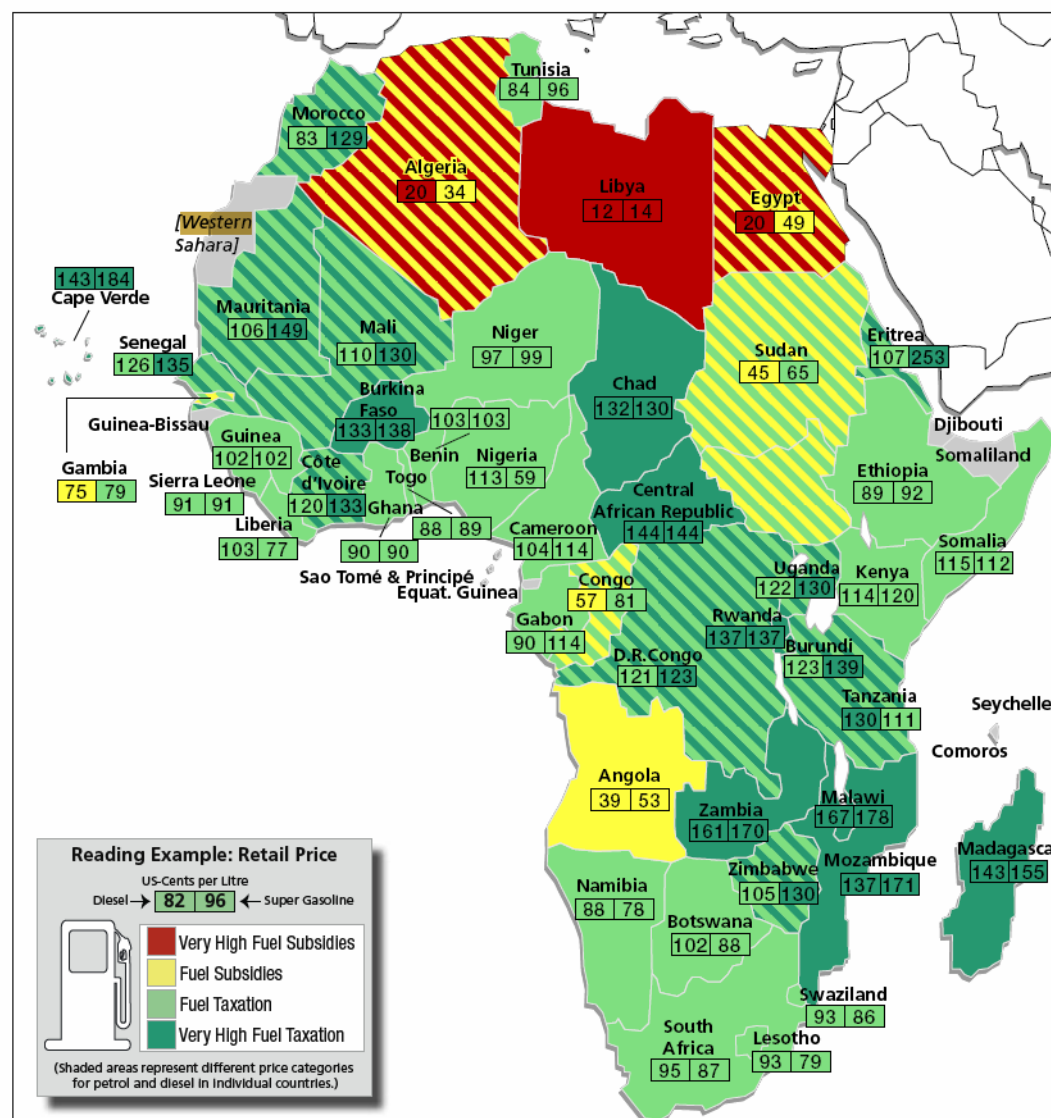 Tunisia
84 96
Morocco
83 129
Algeria
20 34
Libya
12 14
Egypt
20 49
[Western
Sahara]
143 184
Cape Verde
Mauritania
106 149
Mali
110 130
Niger
97 99
Chad
132 130
Sudan
45 65
Eritrea
107 253
Senegal
126 135
Burkina
Faso
133 138
103 103
Benin
Guinea-Bissau
Guinea
102 102
Gambia
75 79
Sierra Leone
91 91
Côte
d'Ivoire
120 133
Togo
88 89
Nigeria
113 59
Djibouti
Somaliland
Ethiopia
89 92
Liberia
103 77
Ghana
90 90
Cameroon
104 114
Central
African Republic
144 144
Somalia
115 112
Sao Tomé & Principé
Equat. Guinea
Congo
57 81
Uganda
122 130
Kenya
114 120
Gabon
90 114
Rwanda
137 137
D.R.Congo
121 123
Burundi
123 139
Tanzania
130 111
Seychelle
Comoros
Angola
39 53
Zambia
161 170
Malawi
167 178
Madagasca
143 155
Zimbabwe
105 130
Mozambique
137 171
Namibia
88 78
Botswana
102 88
Swaziland
93 86
South
Africa
95 87
Lesotho
93 79
Reading Example: Retail Price
US-Cents per Litre
Diesel 82 96 Super Gasoline
Very High Fuel Subsidies
Fuel Subsidies
Fuel Taxation
Very High Fuel Taxation
(Shaded areas represent different price categories
for petrol and diesel in individual countries.)